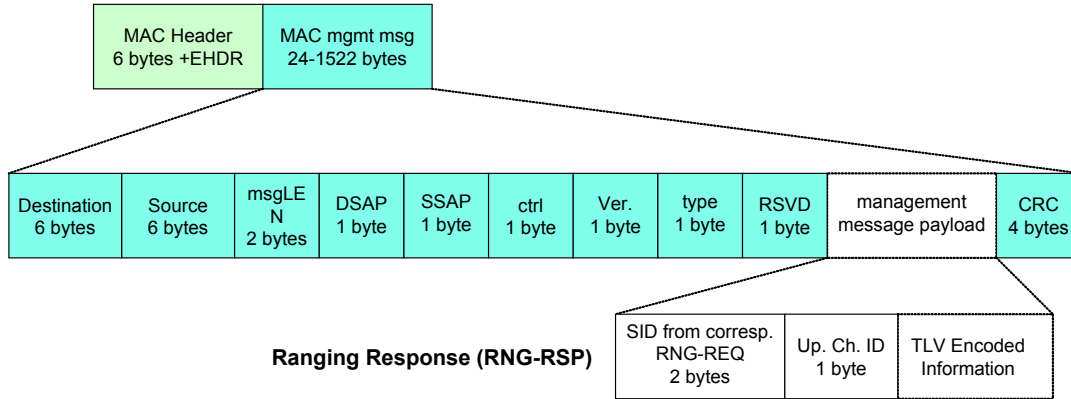 MAC Header
6 bytes +EHDR
MAC mgmt msg
24-1522 bytes
Destination
6 bytes
Source
6 bytes
msgLE
N
2 bytes
DSAP
1 byte
SSAP
1 byte
ctrl
1 byte
Ver.
1 byte
type
1 byte
RSVD
1 byte
management
message payload
CRC
4 bytes
Ranging Response (RNG-RSP)
SID from corresp.
RNG-REQ
2 bytes
Up. Ch. ID
1 byte
TLV Encoded
Information